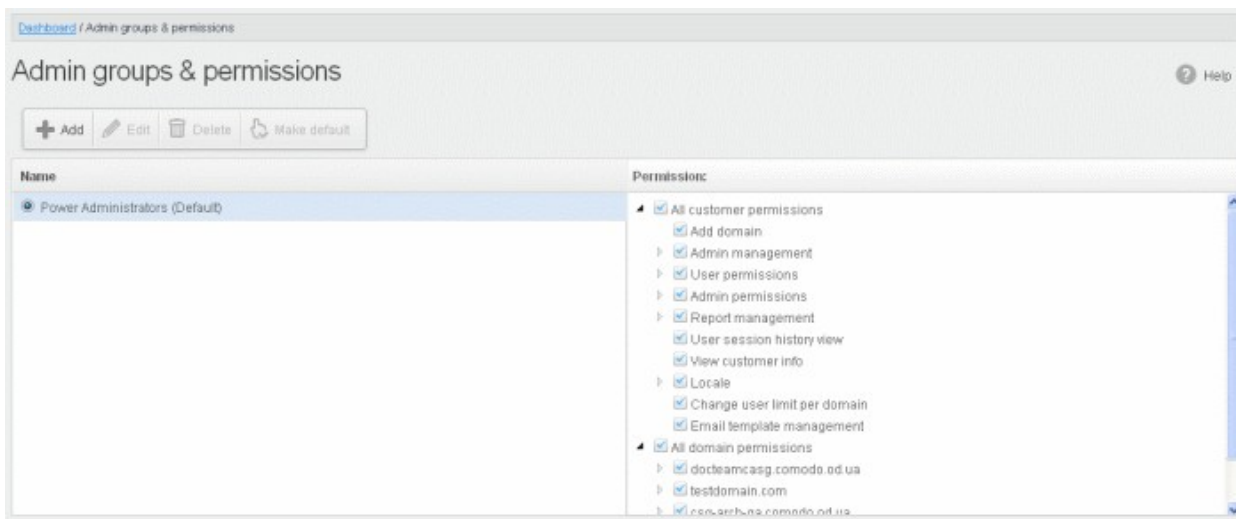 Dashboard / Admin groups & permissions
Admin groups & permissions
Help
Add Edit Delete Make default
Name Permission:
Power Administrators (Default)
All customer permissions
Add domain
Admin management
User permissions
Admin permissions
Report management
User session history view
View customer info
Locale
Change user limit per domain
Email template management
All domain permissions
docteamcasg.comodo.od.ua
testdomain.com